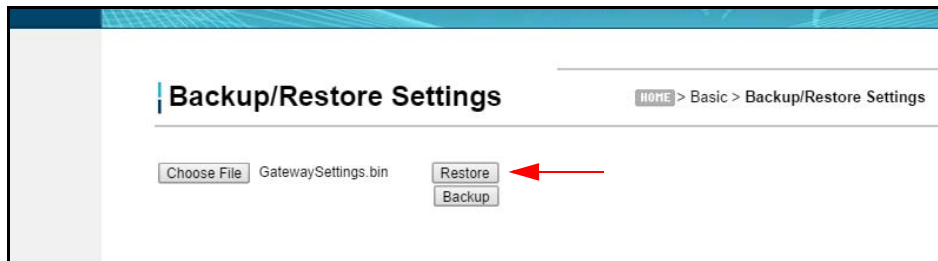 Backup/Restore Settings
HOME > Basic > Backup/Restore Settings
Choose File GatewaySettings.bin Restore
Backup